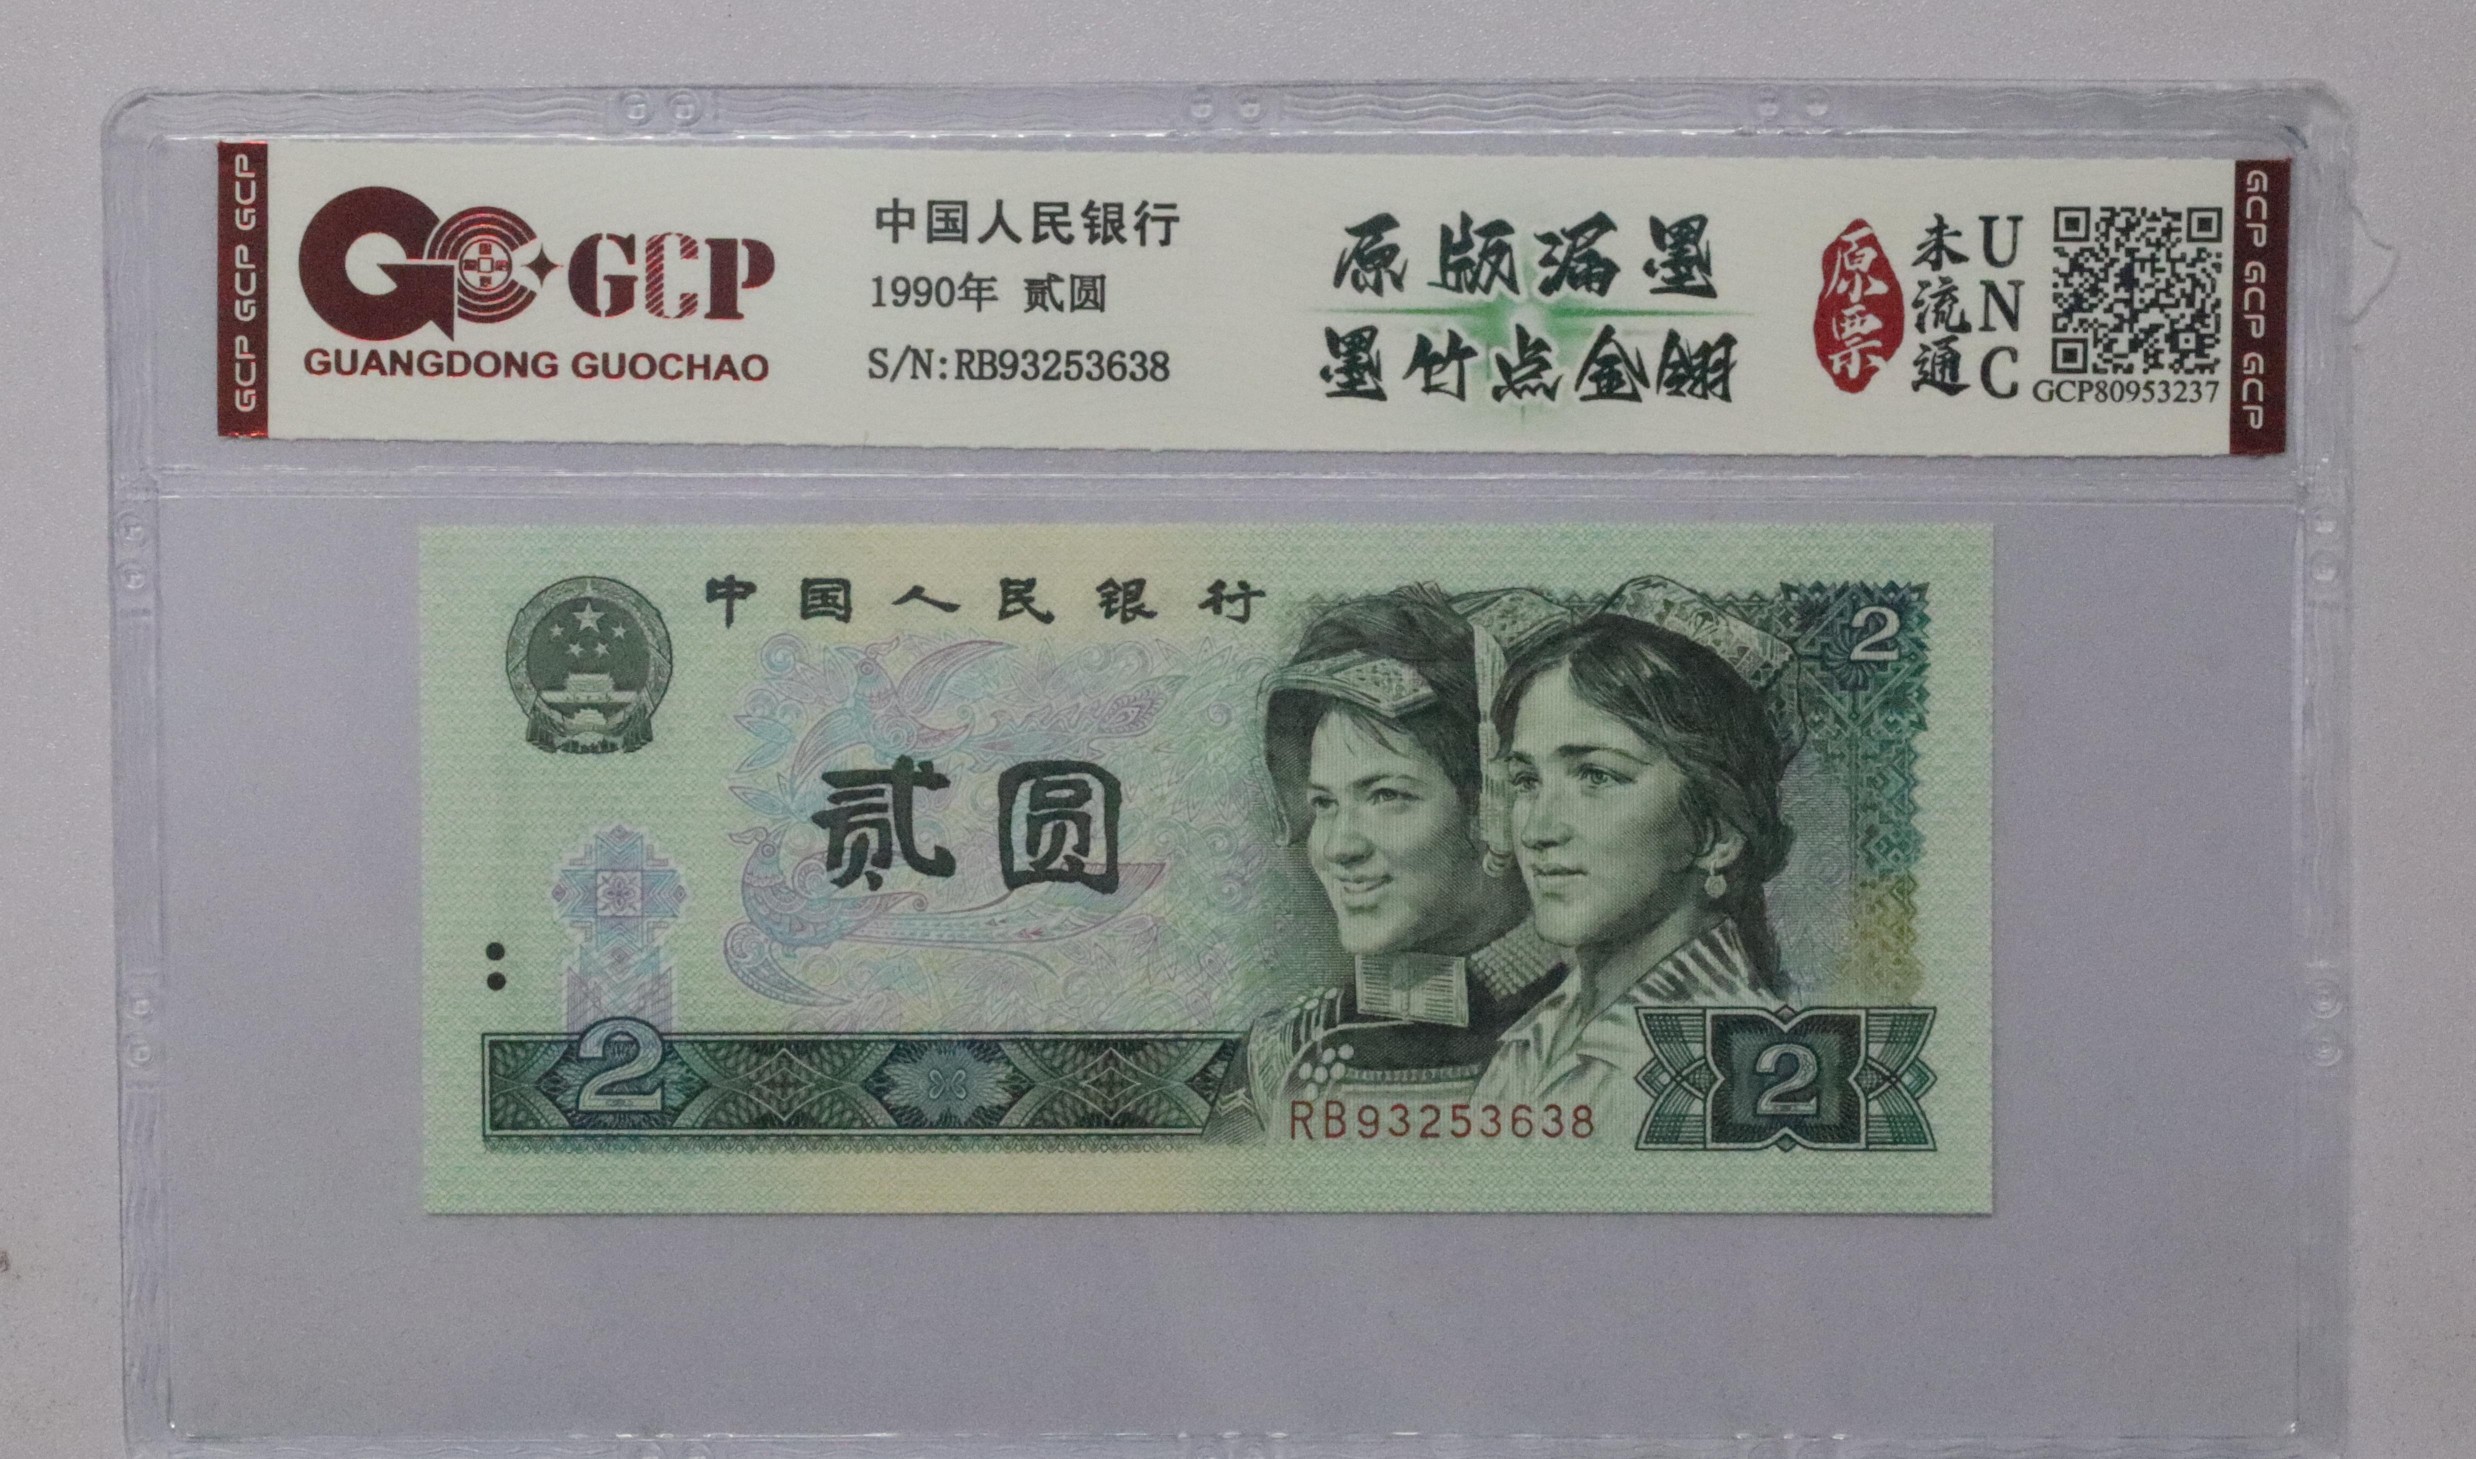 GCP GCP GCP
GCP
GUANGDONG GUOCHAO
中国人民银行
1990年 贰圆
S/N:RB93253638
原版漏墨
墨竹点金翎
原票
未流通
UNC
GCP80953237
GCP GCP GCP
中国人民银行
2
贰圆
2
RB93253638
2